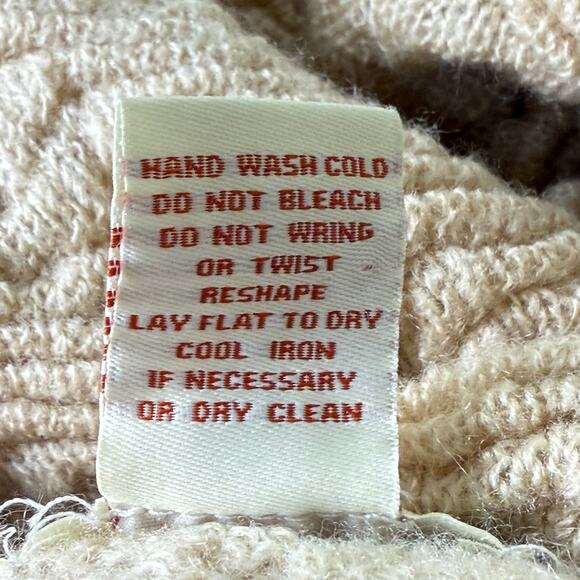 HAND WASH COLD
DO NOT BLEACH
DO NOT WRING
OR TWIST
RESHAPE
LAY FLAT TO DRY
COOL IRON
IF NECESSARY
OR DRY CLEAN